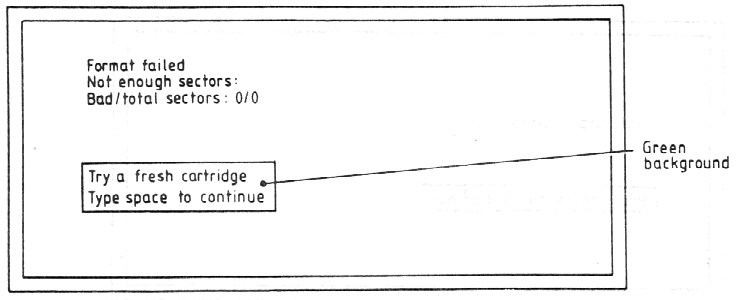 Format failed
Not enough sectors:
Bad/total sectors: 0/0
Try a fresh cartridge
Type space to continue
Green
background